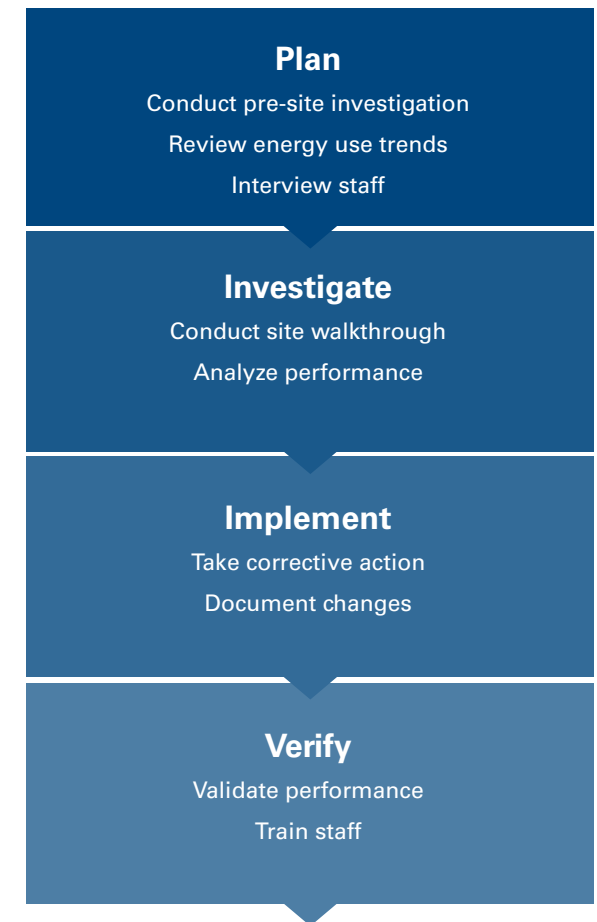 Plan
Conduct pre-site investigation
Review energy use trends
Interview staff
Investigate
Conduct site walkthrough
Analyze performance
Implement
Take corrective action
Document changes
Verify
Validate performance
Train staff